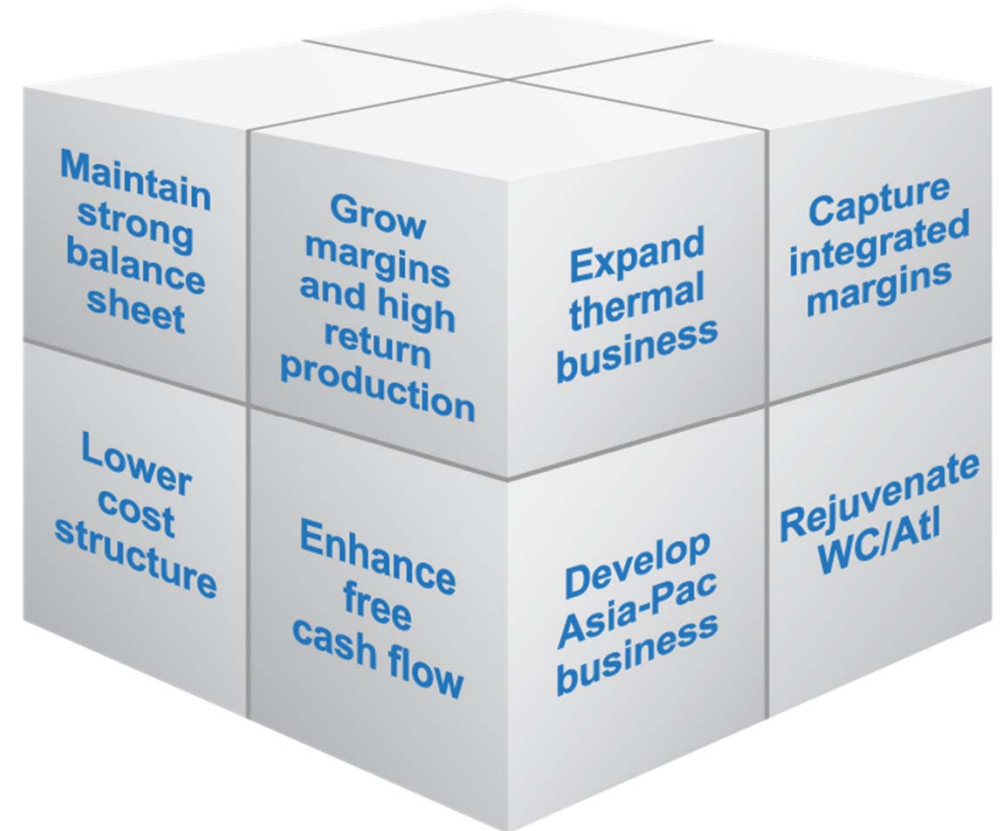 Maintain
strong
balance
sheet
Grow
margins
and high
return
production
Expand
thermal
business
Capture
integrated
margins
Lower
cost
structure
Enhance
free
cash flow
Develop
Asia-Pac
business
Rejuvenate
WC/Atl